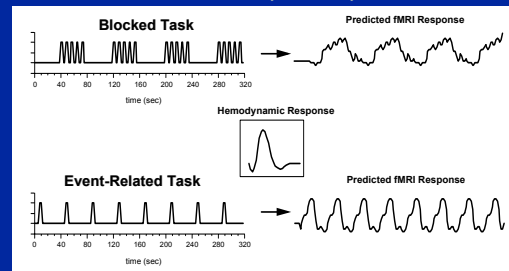 Blocked Task
Predicted fMRI Response
0 40 80 120 160 200 240 280 320
time (sec)
Hemodynamic Response
Event-Related Task
Predicted fMRI Response
0 40 80 120 160 200 240 280 320
time (sec)